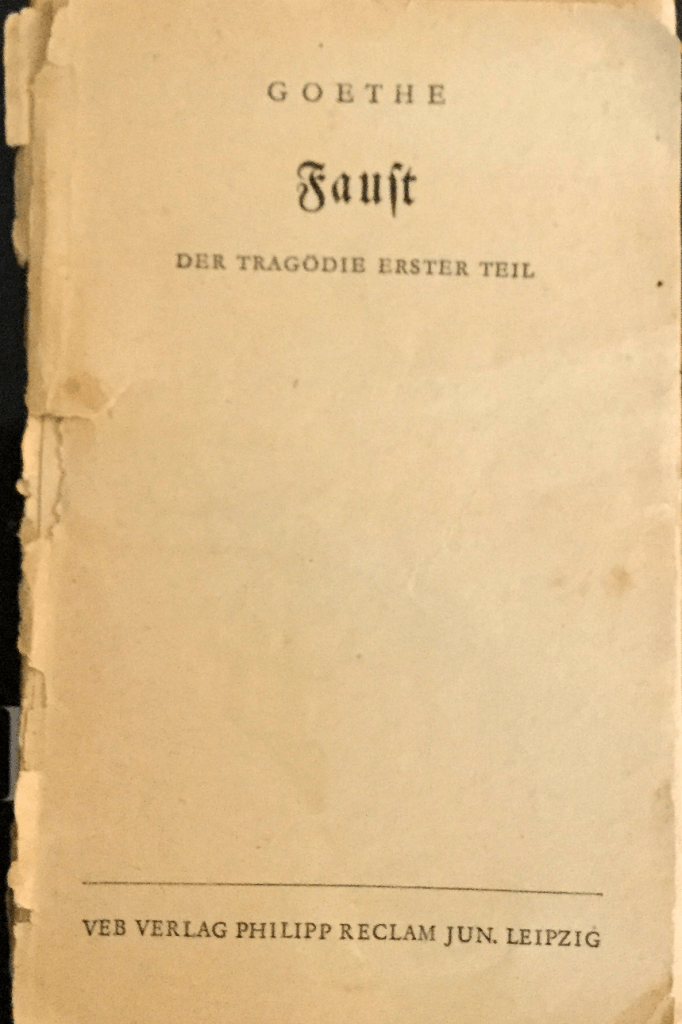 GOETHE
Fauſt
DER TRAGÖDIE ERSTER TEIL
VEB VERLAG PHILIPP RECLAM JUN. LEIPZIG